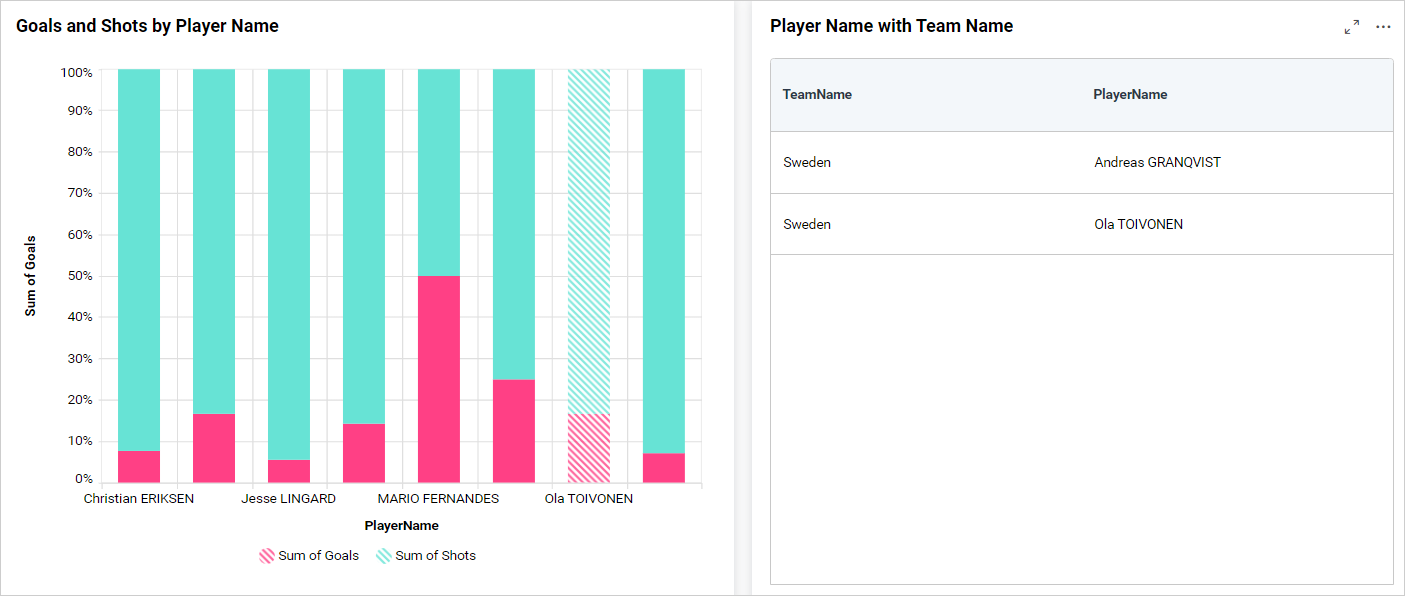 Goals and Shots by Player Name
100%
90%
80%
70%
60%
50%
40%
30%
20%
10%
0%
Sum of Goals
Christian ERIKSEN Jesse LINGARD MARIO FERNANDES Ola TOIVONEN
PlayerName
Sum of Goals Sum of Shots
Player Name with Team Name
TeamName PlayerName
Sweden Andreas GRANQVIST
Sweden Ola TOIVONEN